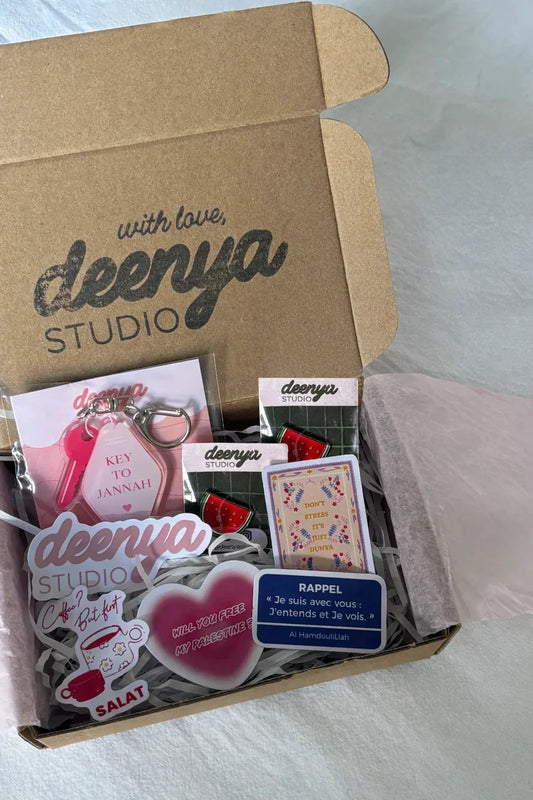 with love,
deenya
STUDIO
deenya
KEY
TO
JANNAH
deenya
STUDIO
deenya
STUDIO
DON'T
STRESS
IT'S
JUST
DUNYA
deenya
STUDIO
Coffee?
But first
SALAT
WILL YOU FREE
MY PALESTINE ?
RAPPEL
« Je suis avec vous :
J'entends et Je vois. »
Al HamdouliLlah